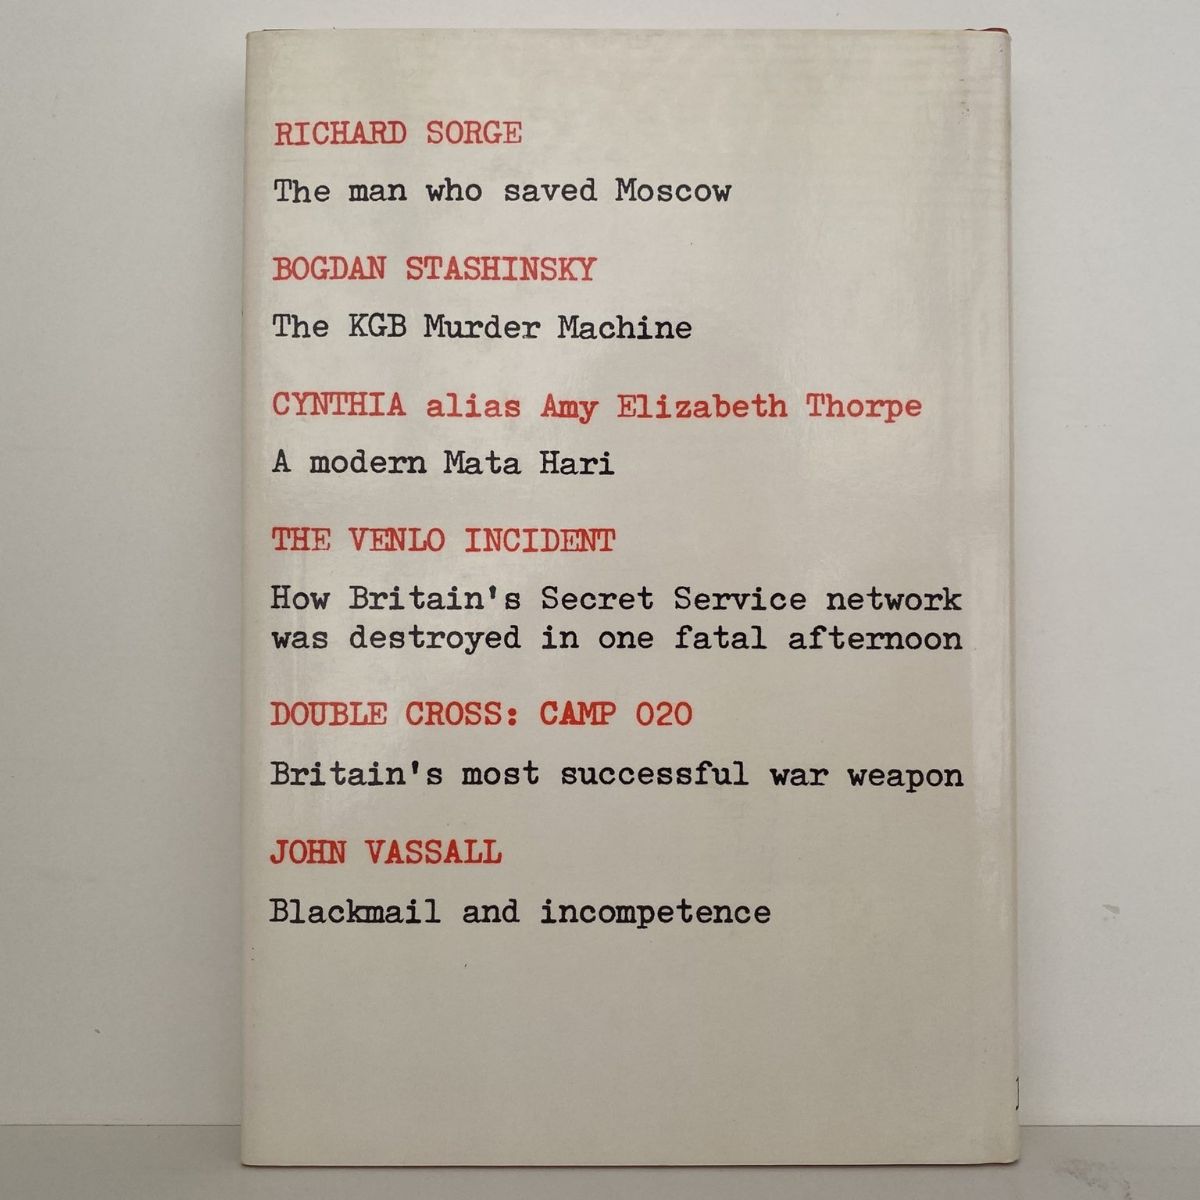 RICHARD SORGE
The man who saved Moscow
BOGDAN STASHINSKY
The KGB Murder Machine
CYNTHIA alias Amy Elizabeth Thorpe
A modern Mata Hari
THE VENLO INCIDENT
How Britain's Secret Service network
was destroyed in one fatal afternoon
DOUBLE CROSS: CAMP 020
Britain's most successful war weapon
JOHN VASSALL
Blackmail and incompetence